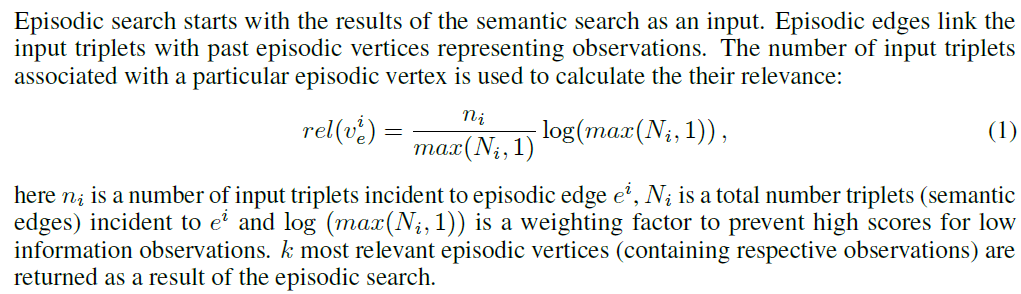 Episodic search starts with the results of the semantic search as an input. Episodic edges link the
input triplets with past episodic vertices representing observations. The number of input triplets
associated with a particular episodic vertex is used to calculate the their relevance:
rel(v_e^i) = \frac{n_i}{max(N_i, 1)} log(max(N_i, 1)) , (1)
here n_i is a number of input triplets incident to episodic edge e^i, N_i is a total number triplets (semantic
edges) incident to e^i and log (max(N_i, 1)) is a weighting factor to prevent high scores for low
information observations. k most relevant episodic vertices (containing respective observations) are
returned as a result of the episodic search.